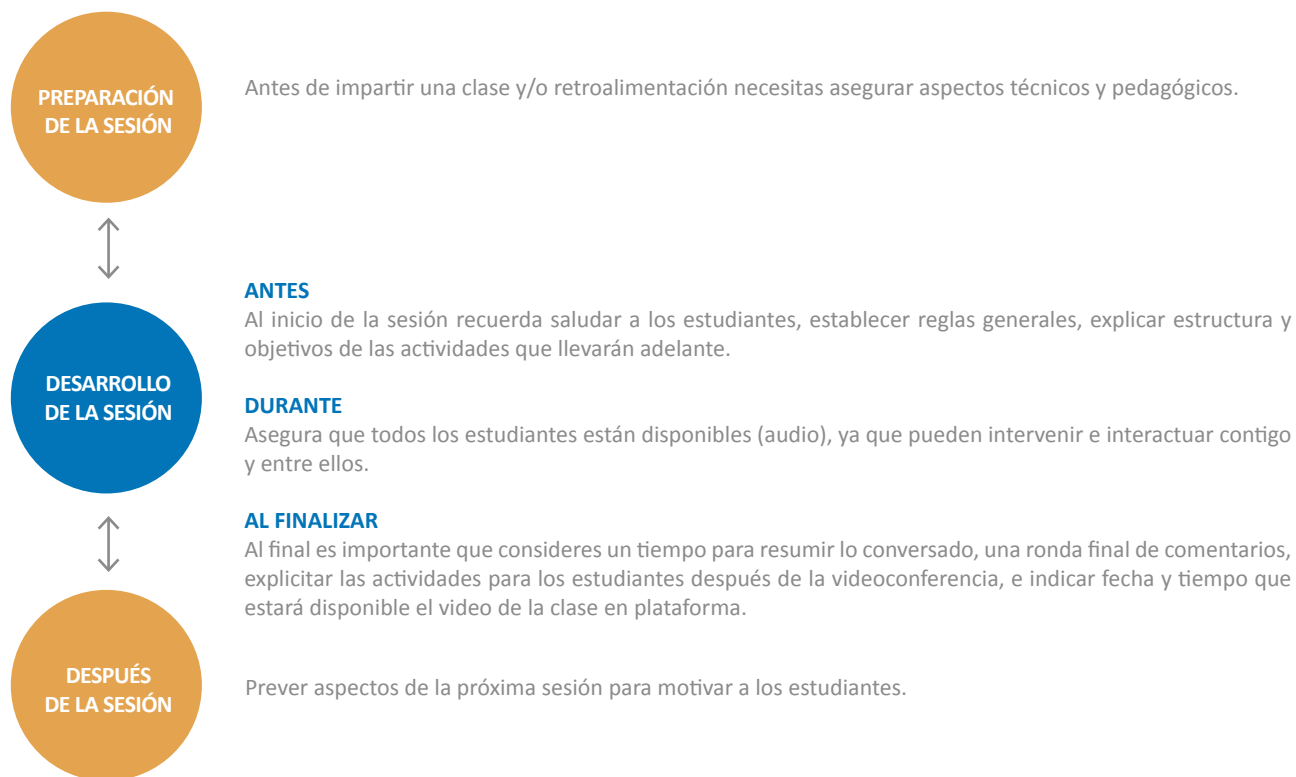 PREPARACIÓN
DE LA SESIÓN
Antes de impartir una clase y/o retroalimentación necesitas asegurar aspectos técnicos y pedagógicos.
DESARROLLO
DE LA SESIÓN
ANTES
Al inicio de la sesión recuerda saludar a los estudiantes, establecer reglas generales, explicar estructura y
objetivos de las actividades que llevarán adelante.
DURANTE
Asegura que todos los estudiantes están disponibles (audio), ya que pueden intervenir e interactuar contigo
y entre ellos.
AL FINALIZAR
Al final es importante que consideres un tiempo para resumir lo conversado, una ronda final de comentarios,
explicitar las actividades para los estudiantes después de la videoconferencia, e indicar fecha y tiempo que
estará disponible el video de la clase en plataforma.
DESPUÉS
DE LA SESIÓN
Prever aspectos de la próxima sesión para motivar a los estudiantes.